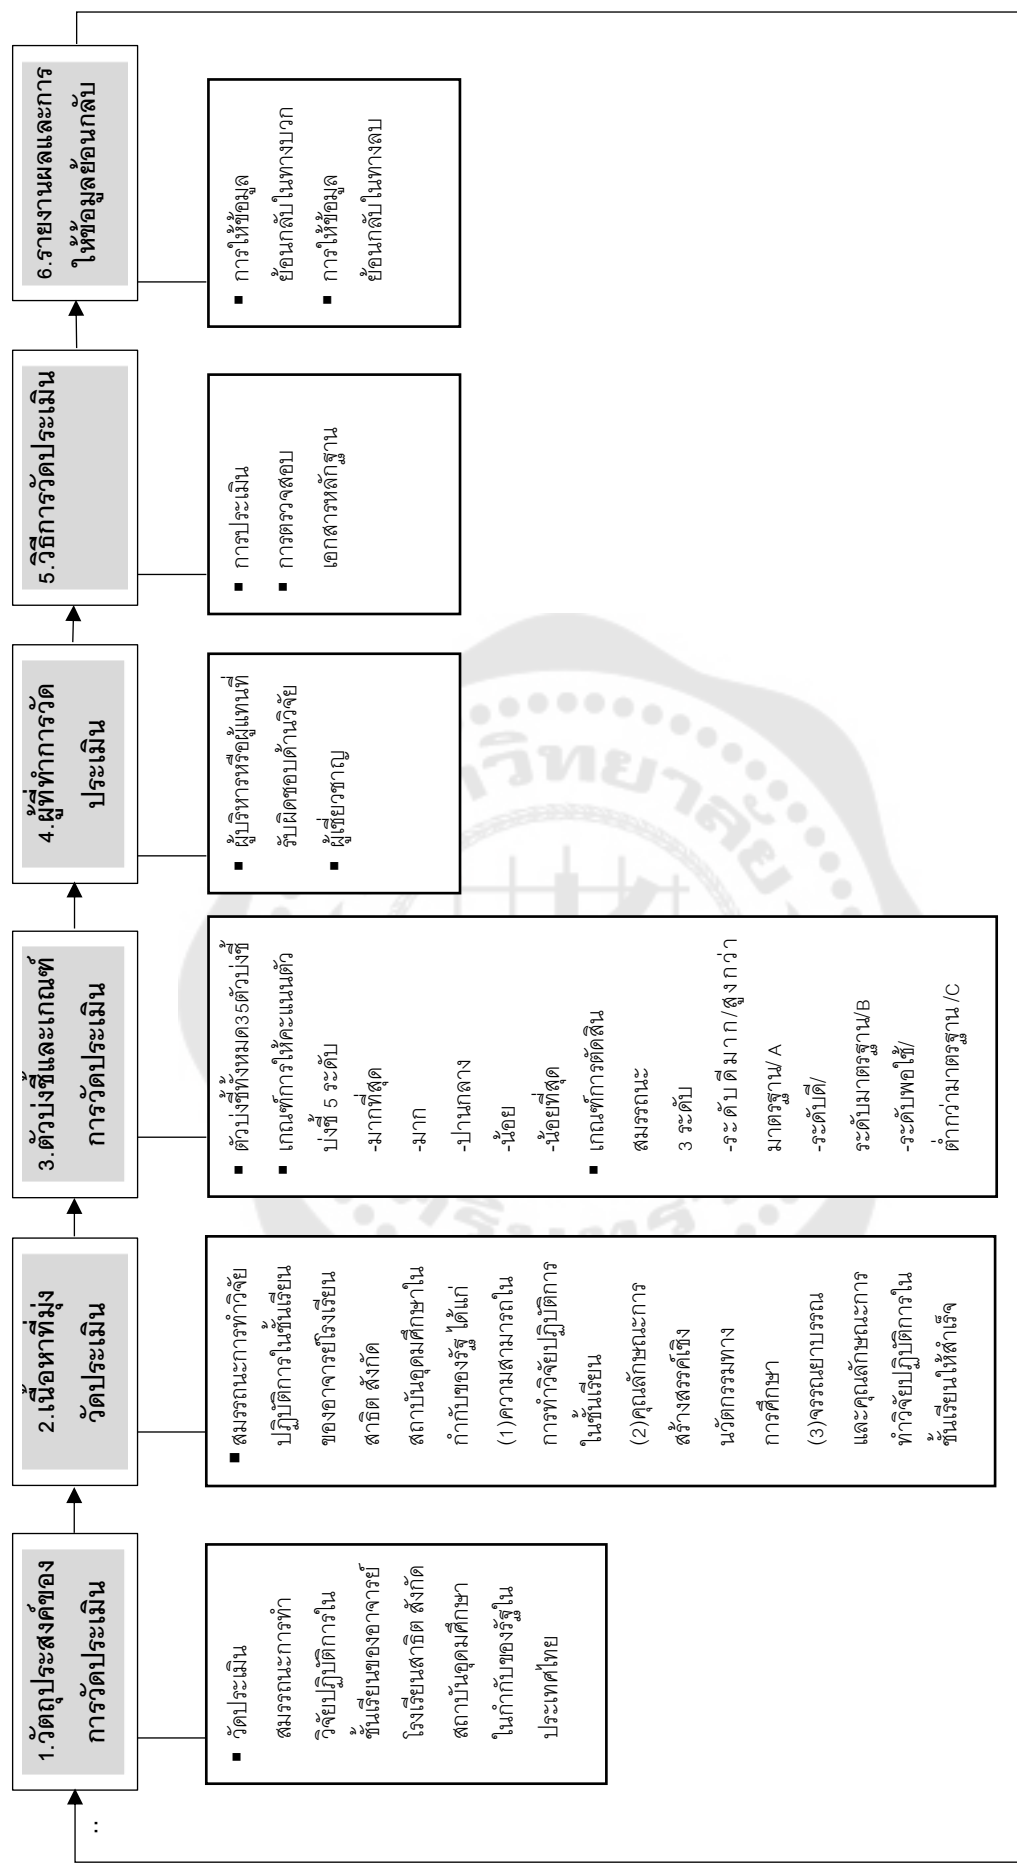 1.วัตถุประสงค์ของ
การวัดประเมิน
■ วัดประเมิน
สมรรถนะการทำ
วิจัยปฏิบัติการใน
ชั้นเรียนของอาจารย์
โรงเรียนสาธิต สังกัด
สถาบันอุดมศึกษา
ในกำกับของรัฐใน
ประเทศไทย
2.เนื้อหาที่มุ่ง
วัดประเมิน
■ สมรรถนะการทำวิจัย
ปฏิบัติการในชั้นเรียน
ของอาจารย์โรงเรียน
สาธิต สังกัด
สถาบันอุดมศึกษาใน
กำกับของรัฐ ได้แก่
(1)ความสามารถใน
การทำวิจัยปฏิบัติการ
ในชั้นเรียน
(2)คุณลักษณะการ
สร้างสรรค์เชิง
นวัตกรรมทาง
การศึกษา
(3)จรรณยาบรรณ
และคุณลักษณะการ
ทำวิจัยปฏิบัติการใน
ชั้นเรียนให้สำเร็จ
3.ตัวบ่งชี้และเกณฑ์
การวัดประเมิน
■ ตัวบ่งชี้ทั้งหมด35ตัวบ่งชี้
■ เกณฑ์การให้คะแนนตัว
บ่งชี้ 5 ระดับ
-มากที่สุด
-มาก
-ปานกลาง
-น้อย
-น้อยที่สุด
■ เกณฑ์การตัดสิน
สมรรถนะ
3 ระดับ
-ระดับดีมาก/สูงกว่า
มาตรฐาน/ A
-ระดับดี/
ระดับมาตรฐาน/B
-ระดับพอใช้/
ต่ำกว่ามาตรฐาน /C
4.ผู้ที่ทำการวัด
ประเมิน
■ ผู้บริหารหรือผู้แทนที่
รับผิดชอบด้านวิจัย
■ ผู้เชี่ยวชาญ
5.วิธีการวัดประเมิน
■ การประเมิน
■ การตรวจสอบ
เอกสารหลักฐาน
6.รายงานผลและการ
ให้ข้อมูลย้อนกลับ
■ การให้ข้อมูล
ย้อนกลับในทางบวก
■ การให้ข้อมูล
ย้อนกลับในทางลบ